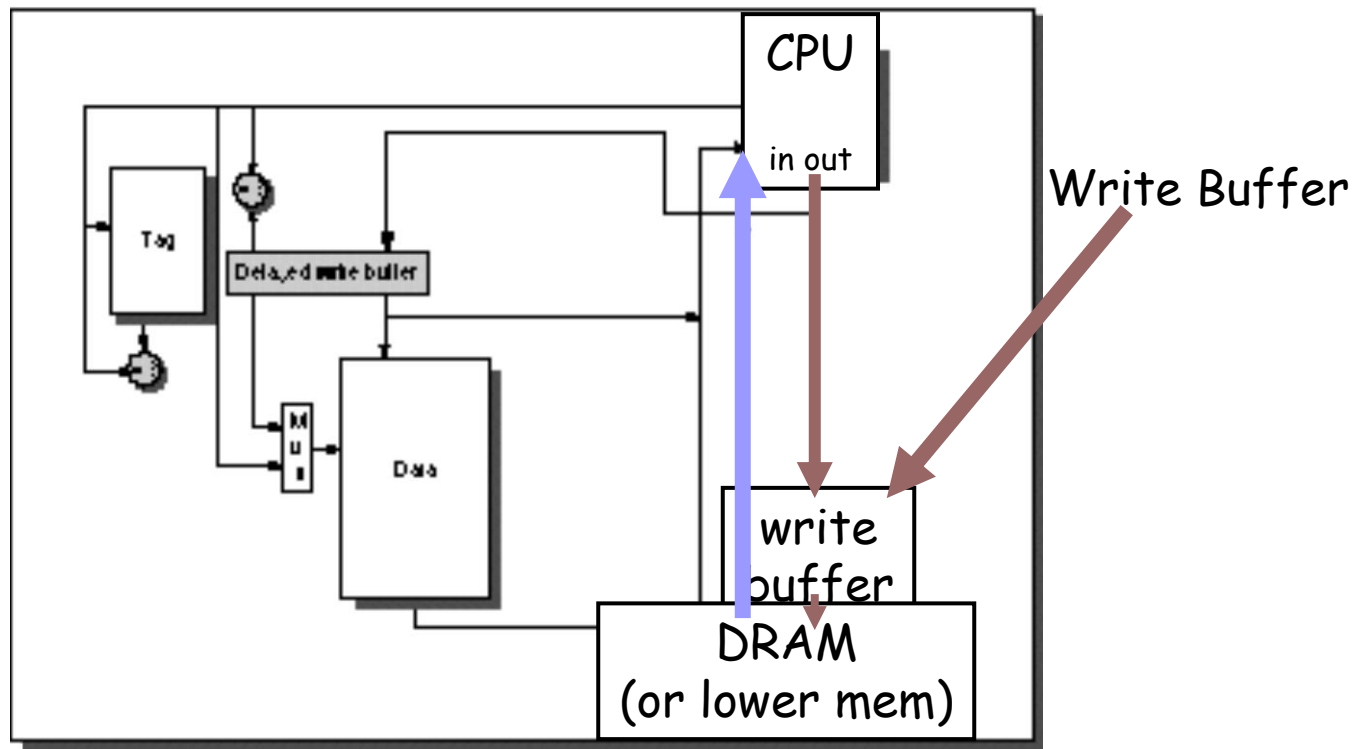 CPU
in out
Write Buffer
Tag
Delayed write buffer
M
u
x
Data
write
buffer
DRAM
(or lower mem)